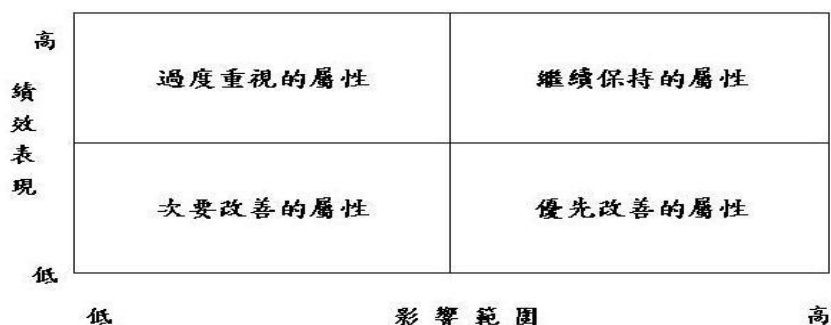 高
過度重視的屬性
繼續保持的屬性
績效表現
次要改善的屬性
優先改善的屬性
低
低
影響範圍
高